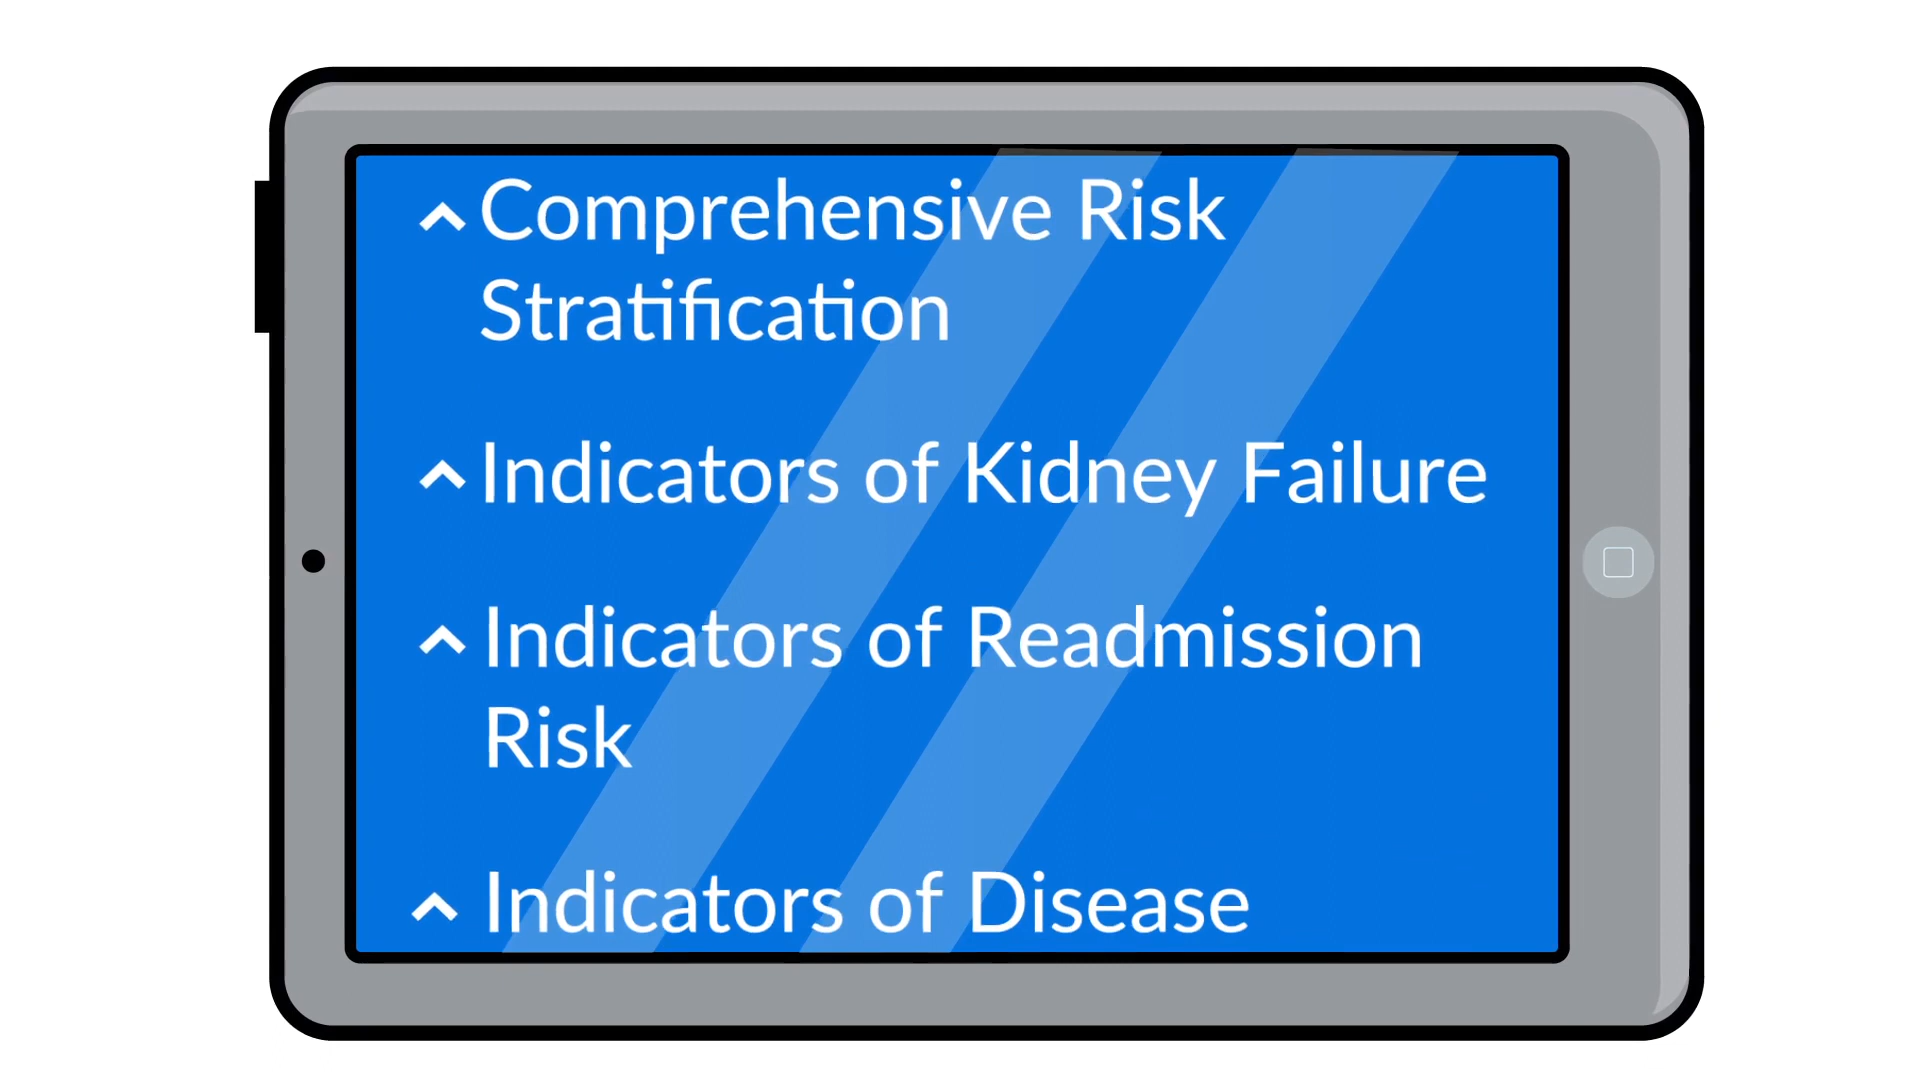 Comprehensive Risk
Stratification
Indicators of Kidney Failure
Indicators of Readmission
Risk
Indicators of Disease